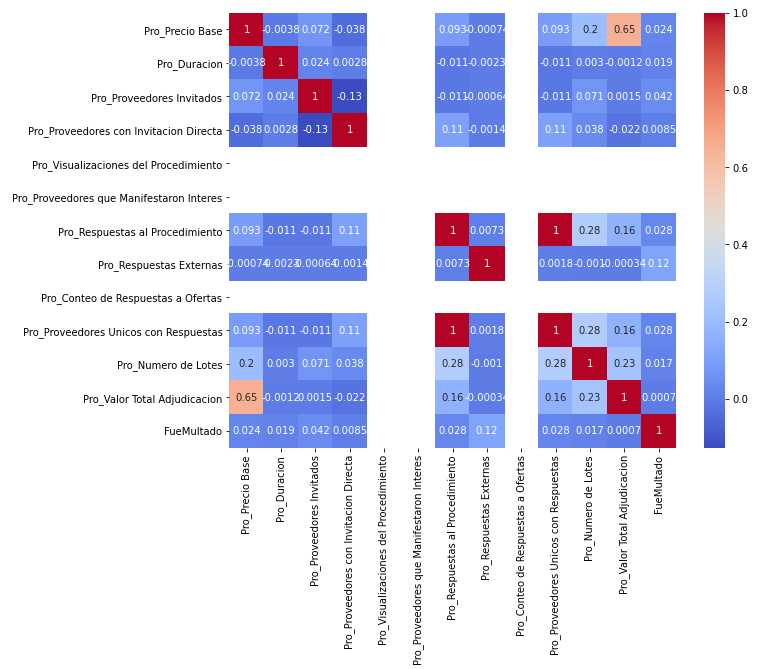 Pro_Precio Base 1 -0.0038 0.072 -0.038 0.093 -0.00074 0.093 0.2 0.65 0.024
Pro_Duracion -0.0038 1 0.024 0.0028 -0.011 -0.0023 -0.011 0.003 -0.0012 0.019
Pro_Proveedores Invitados 0.072 0.024 1 -0.13 -0.011 -0.00064 -0.011 0.071 0.0015 0.042
Pro_Proveedores con Invitacion Directa -0.038 0.0028 -0.13 1 0.11 -0.0014 0.11 0.038 -0.022 0.0085
Pro_Visualizaciones del Procedimiento
Pro_Proveedores que Manifestaron Interes
Pro_Respuestas al Procedimiento 0.093 -0.011 -0.011 0.11 1 0.0073 1 0.28 0.16 0.028
Pro_Respuestas Externas -0.00074 -0.0023 -0.00064 -0.0014 0.0073 1 0.0018 -0.001 -0.00034 0.12
Pro_Conteo de Respuestas a Ofertas
Pro_Proveedores Unicos con Respuestas 0.093 -0.011 -0.011 0.11 1 0.0018 1 0.28 0.16 0.028
Pro_Numero de Lotes 0.2 0.003 0.071 0.038 0.28 -0.001 0.28 1 0.23 0.017
Pro_Valor Total Adjudicacion 0.65 -0.0012 0.0015 -0.022 0.16 -0.00034 0.16 0.23 1 0.0007
FueMultado 0.024 0.019 0.042 0.0085 0.028 0.12 0.028 0.017 0.0007 1
Pro_Precio Base
Pro_Duracion
Pro_Proveedores Invitados
Pro_Proveedores con Invitacion Directa
Pro_Visualizaciones del Procedimiento
Pro_Proveedores que Manifestaron Interes
Pro_Respuestas al Procedimiento
Pro_Respuestas Externas
Pro_Conteo de Respuestas a Ofertas
Pro_Proveedores Unicos con Respuestas
Pro_Numero de Lotes
Pro_Valor Total Adjudicacion
FueMultado
1.0
0.8
0.6
0.4
0.2
0.0